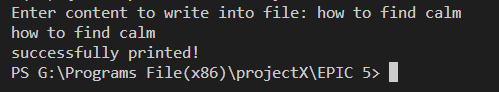 Enter content to write into file: how to find calm
how to find calm
successfully printed!
PS G:\Programs File(x86)\projectX\EPIC 5>